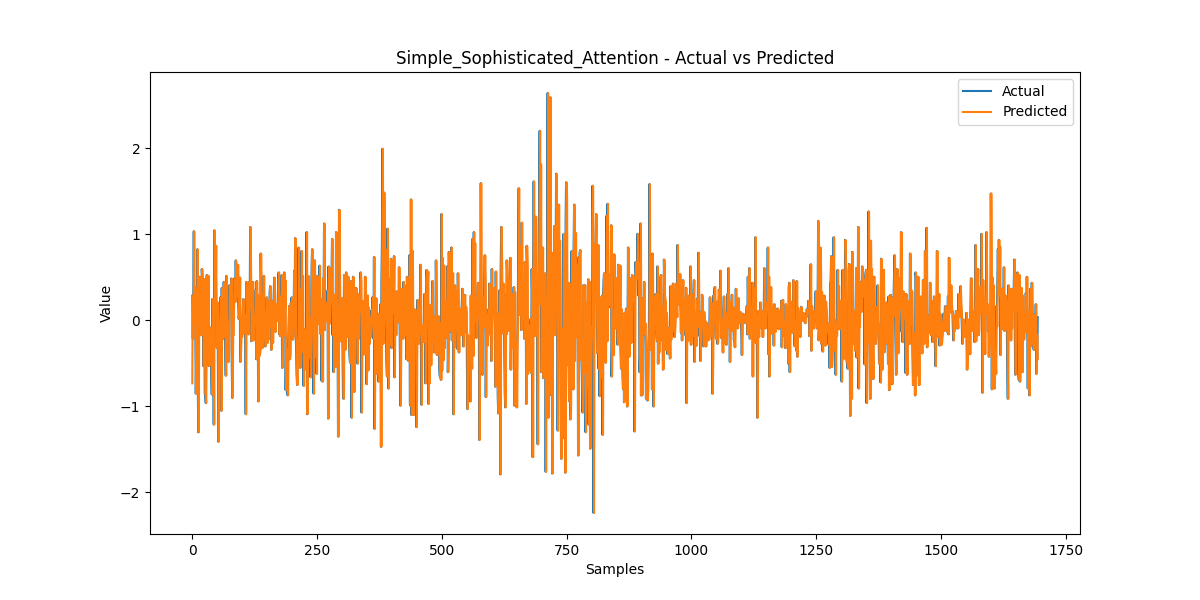 Simple_Sophisticated_Attention - Actual vs Predicted
Actual
Predicted
2
1
0
−1
−2
Value
0 250 500 750 1000 1250 1500 1750
Samples